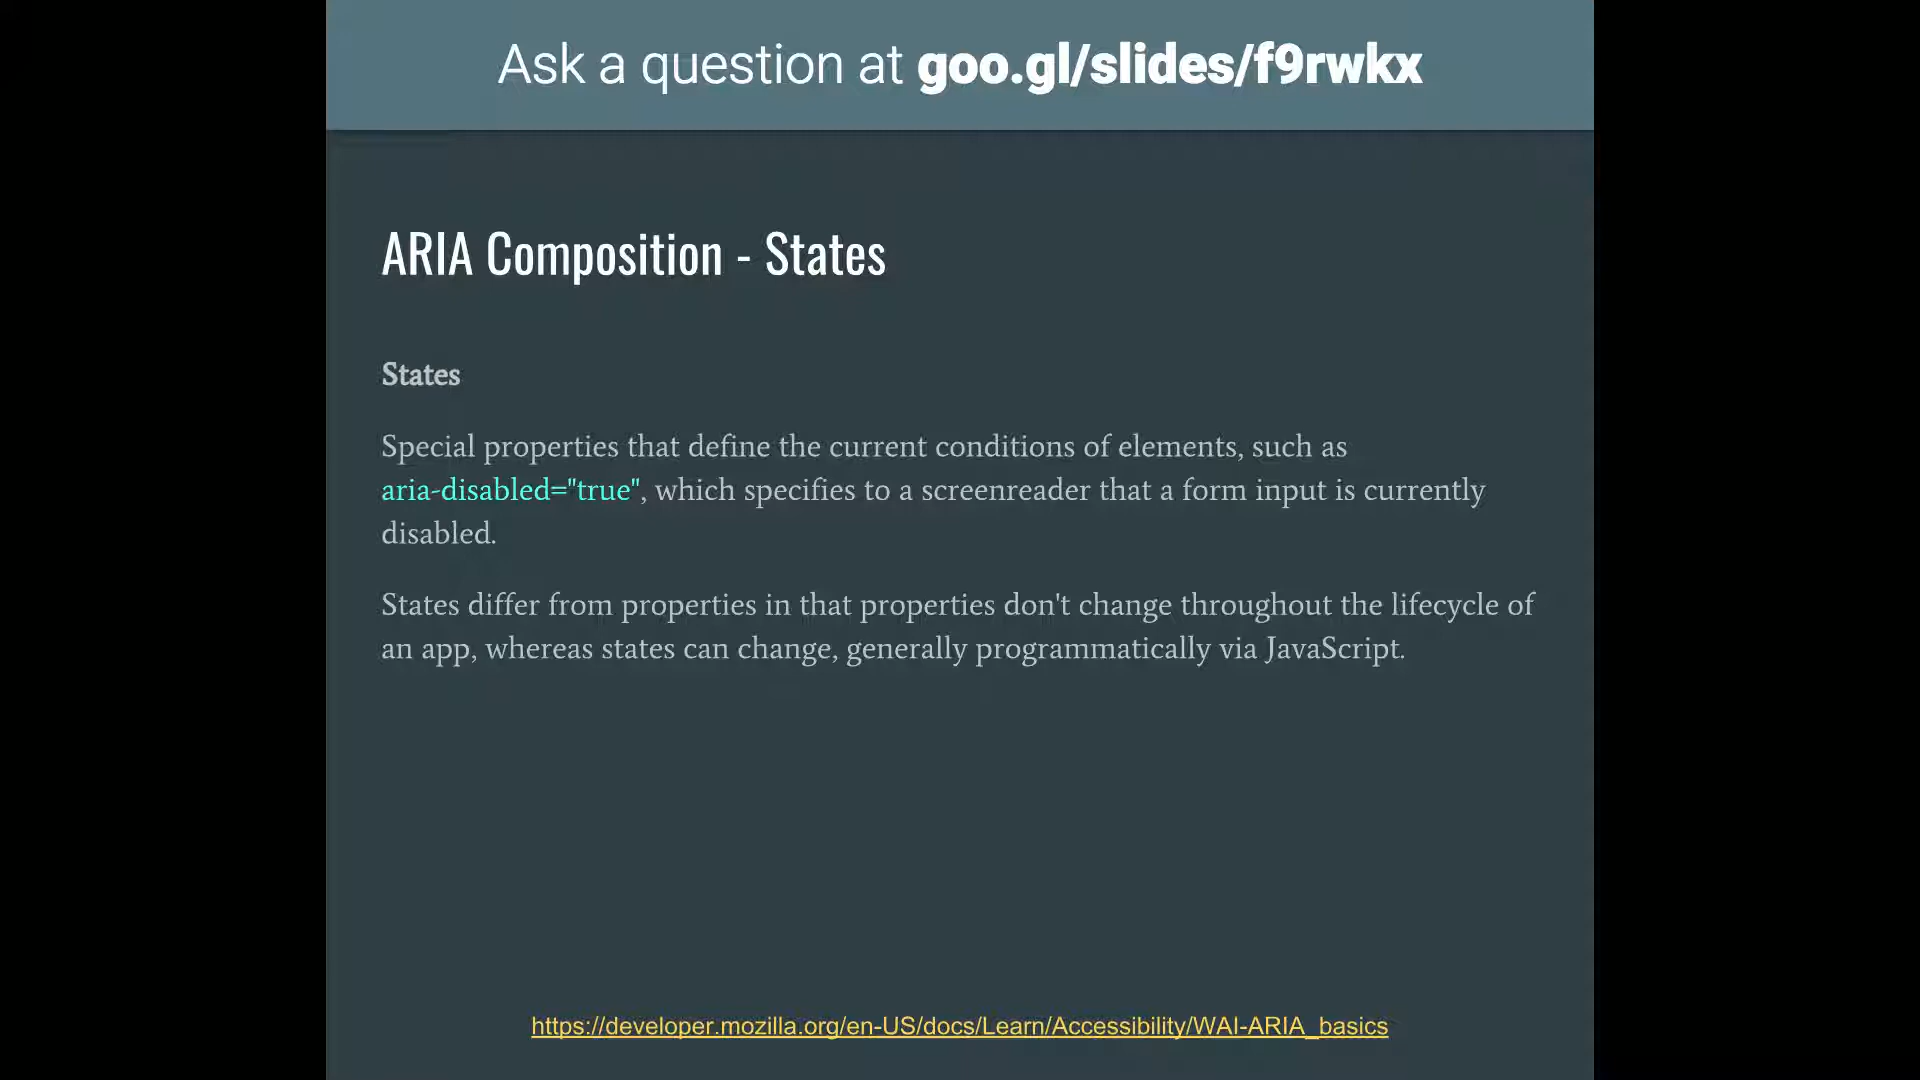 Ask a question at goo.gl/slides/f9rwkx
ARIA Composition - States
States
Special properties that define the current conditions of elements, such as
aria-disabled="true", which specifies to a screenreader that a form input is currently
disabled.
States differ from properties in that properties don't change throughout the lifecycle of
an app, whereas states can change, generally programmatically via JavaScript.
https://developer.mozilla.org/en-US/docs/Learn/Accessibility/WAI-ARIA_basics